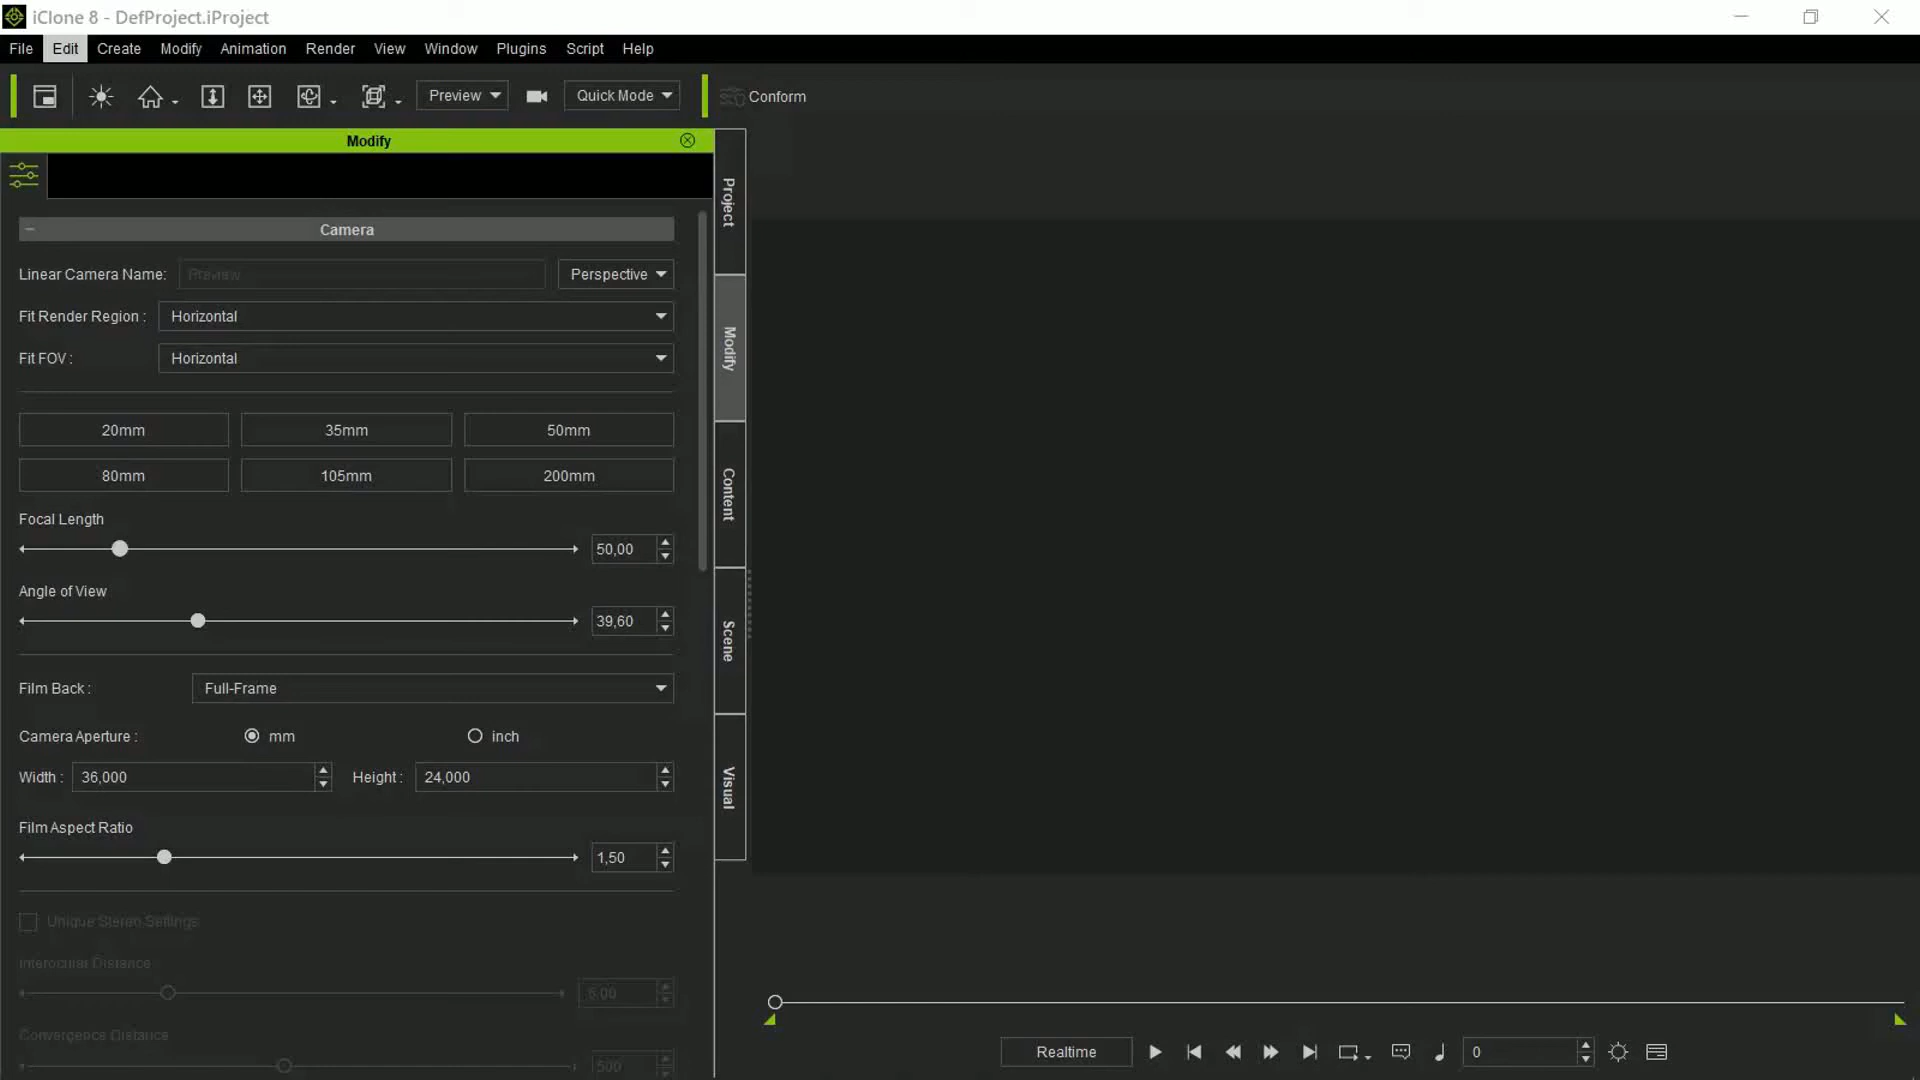 iClone 8 - DefProject.iProject
File Edit Create Modify Animation Render View Window Plugins Script Help
Preview Quick Mode Conform
Modify
Camera
Linear Camera Name: Preview Perspective
Fit Render Region : Horizontal
Fit FOV : Horizontal
20mm 35mm 50mm
80mm 105mm 200mm
Focal Length
50,00
Angle of View
39,60
Film Back : Full-Frame
Camera Aperture : mm inch
Width : 36,000 Height : 24,000
Film Aspect Ratio
1,50
Unique Stereo Settings
Interocular Distance
6.00
Convergence Distance
500
Project
Modify
Content
Scene
Visual
Realtime 0